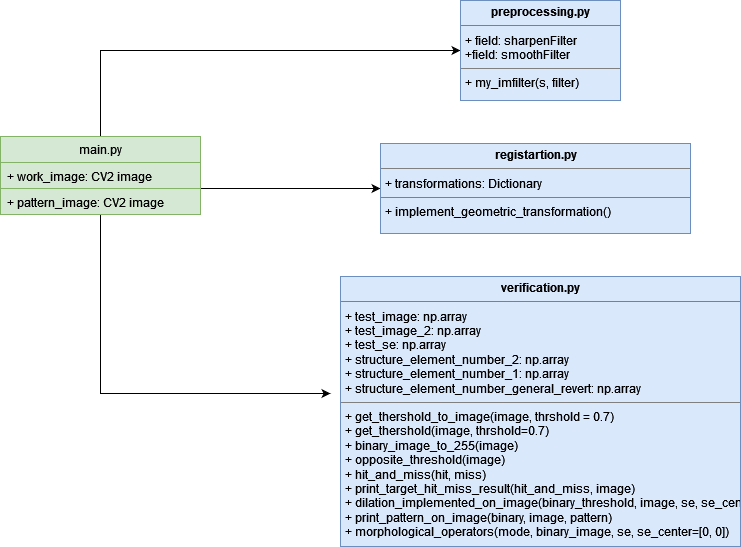 preprocessing.py
+ field: sharpenFilter
+field: smoothFilter
+ my_imfilter(s, filter)
main.py
+ work_image: CV2 image
+ pattern_image: CV2 image
registartion.py
+ transformations: Dictionary
+ implement_geometric_transformation()
verification.py
+ test_image: np.array
+ test_image_2: np.array
+ test_se: np.array
+ structure_element_number_2: np.array
+ structure_element_number_1: np.array
+ structure_element_number_general_revert: np.array
+ get_thershold_to_image(image, thrshold = 0.7)
+ get_thershold(image, thrshold=0.7)
+ binary_image_to_255(image)
+ opposite_threshold(image)
+ hit_and_miss(hit, miss)
+ print_target_hit_miss_result(hit_and_miss, image)
+ dilation_implemented_on_image(binary_threshold, image, se, se_cen
+ print_pattern_on_image(binary, image, pattern)
+ morphological_operators(mode, binary_image, se, se_center=[0, 0])